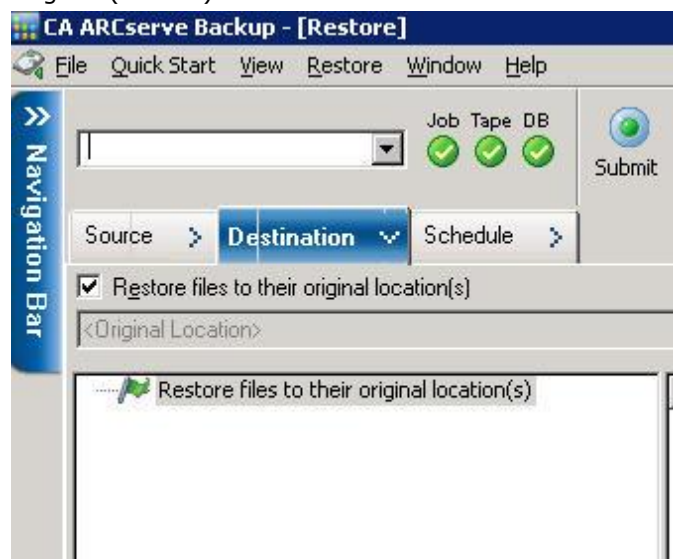 CA ARCserve Backup - [Restore]
File Quick Start View Restore Window Help
Job Tape DB
Submit
Navigation Bar
Source Destination Schedule
Restore files to their original location(s)
<Original Location>
Restore files to their original location(s)